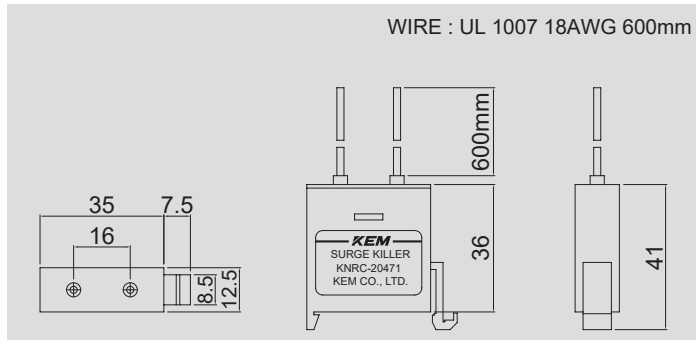 WIRE : UL 1007 18AWG 600mm
600mm
35
7.5
16
8.5
12.5
KEM
SURGE KILLER
KNRC-20471
KEM CO., LTD.
36
41